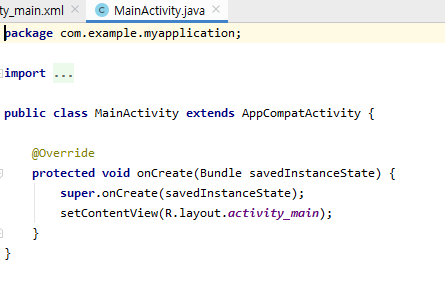 ty_main.xml × C MainActivity.java ×
package com.example.myapplication;
import ...
public class MainActivity extends AppCompatActivity {
@Override
protected void onCreate(Bundle savedInstanceState) {
super.onCreate(savedInstanceState);
setContentView(R.layout.activity_main);
}
}